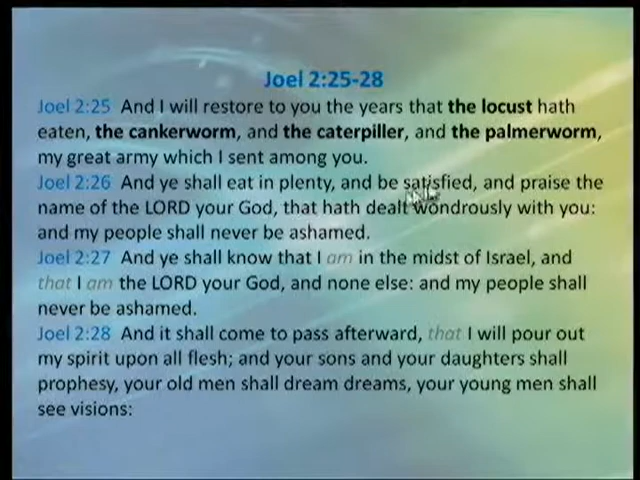 Joel 2:25-28
Joel 2:25 And I will restore to you the years that the locust hath
eaten, the cankerworm, and the caterpiller, and the palmerworm,
my great army which I sent among you.
Joel 2:26 And ye shall eat in plenty, and be satisfied, and praise the
name of the LORD your God, that hath dealt wondrously with you:
and my people shall never be ashamed.
Joel 2:27 And ye shall know that I am in the midst of Israel, and
that I am the LORD your God, and none else: and my people shall
never be ashamed.
Joel 2:28 And it shall come to pass afterward, that I will pour out
my spirit upon all flesh; and your sons and your daughters shall
prophesy, your old men shall dream dreams, your young men shall
see visions: